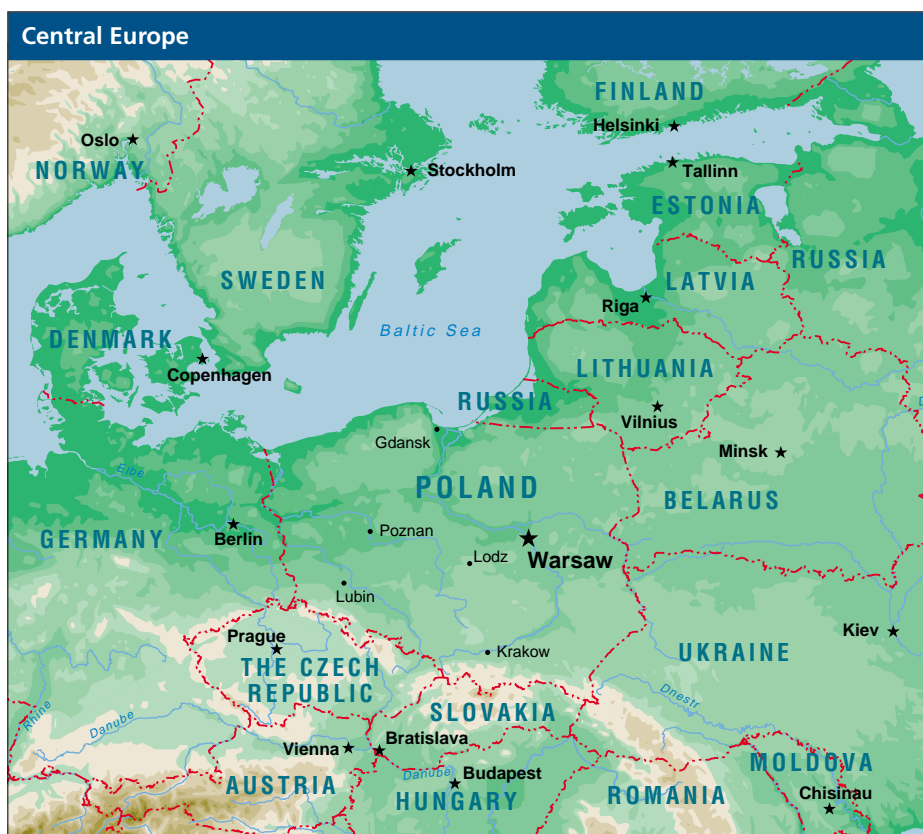 Central Europe
FINLAND
Helsinki
Oslo
NORWAY
Stockholm
Tallinn
ESTONIA
SWEDEN
RUSSIA
LATVIA
Riga
Baltic Sea
DENMARK
Copenhagen
LITHUANIA
RUSSIA
Vilnius
Gdansk
Minsk
Elbe
POLAND
BELARUS
GERMANY
Berlin
Poznan
Lodz
Warsaw
Lubin
Prague
Krakow
Kiev
THE CZECH
REPUBLIC
UKRAINE
Rhine
Danube
SLOVAKIA
Dnestr
Vienna
Bratislava
AUSTRIA
Danube
Budapest
HUNGARY
ROMANIA
MOLDOVA
Chisinau